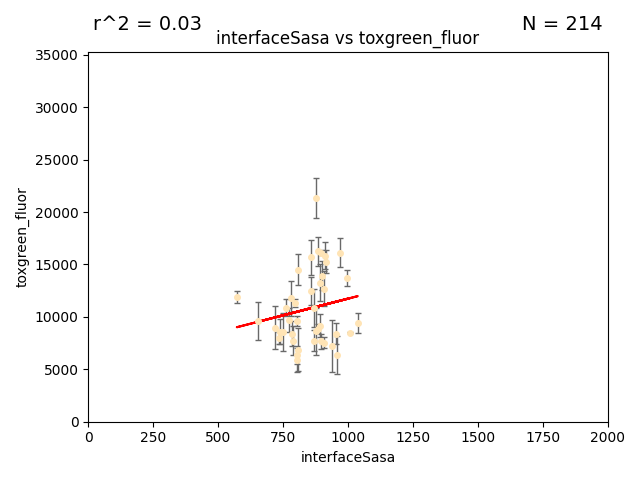 r^2 = 0.03
N = 214
interfaceSasa vs toxgreen_fluor
35000
30000
25000
20000
15000
10000
5000
0
toxgreen_fluor
0 250 500 750 1000 1250 1500 1750 2000
interfaceSasa